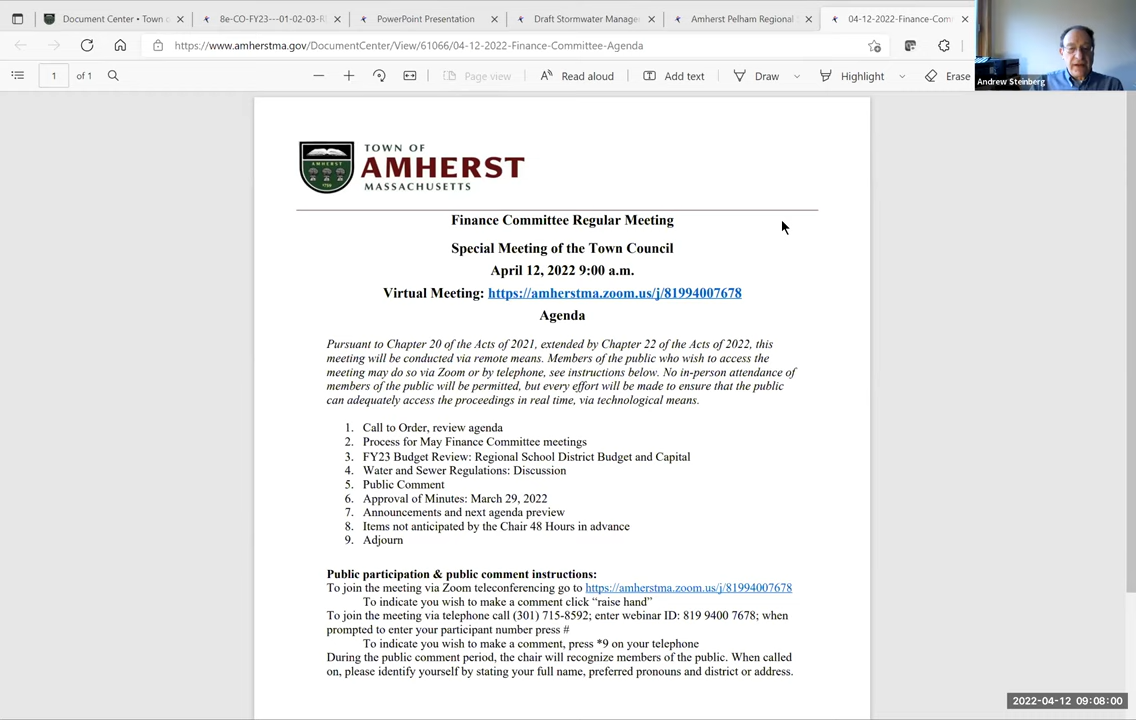 Document Center • Town o
8e-CO-FY23---01-02-03-R
PowerPoint Presentation
Draft Stormwater Manage
Amherst Pelham Regional
04-12-2022-Finance-Com
https://www.amherstma.gov/DocumentCenter/View/61066/04-12-2022-Finance-Committee-Agenda
1 of 1
Page view
Read aloud
Add text
Draw
Highlight
Erase
Andrew Steinberg
TOWN OF
AMHERST
MASSACHUSETTS
Finance Committee Regular Meeting
Special Meeting of the Town Council
April 12, 2022 9:00 a.m.
Virtual Meeting: https://amherstma.zoom.us/j/81994007678
Agenda
Pursuant to Chapter 20 of the Acts of 2021, extended by Chapter 22 of the Acts of 2022, this
meeting will be conducted via remote means. Members of the public who wish to access the
meeting may do so via Zoom or by telephone, see instructions below. No in-person attendance of
members of the public will be permitted, but every effort will be made to ensure that the public
can adequately access the proceedings in real time, via technological means.
1. Call to Order, review agenda
2. Process for May Finance Committee meetings
3. FY23 Budget Review: Regional School District Budget and Capital
4. Water and Sewer Regulations: Discussion
5. Public Comment
6. Approval of Minutes: March 29, 2022
7. Announcements and next agenda preview
8. Items not anticipated by the Chair 48 Hours in advance
9. Adjourn
Public participation & public comment instructions:
To join the meeting via Zoom teleconferencing go to https://amherstma.zoom.us/j/81994007678
To indicate you wish to make a comment click “raise hand”
To join the meeting via telephone call (301) 715-8592; enter webinar ID: 819 9400 7678; when
prompted to enter your participant number press #
To indicate you wish to make a comment, press *9 on your telephone
During the public comment period, the chair will recognize members of the public. When called
on, please identify yourself by stating your full name, preferred pronouns and district or address.
2022-04-12 09:08:00